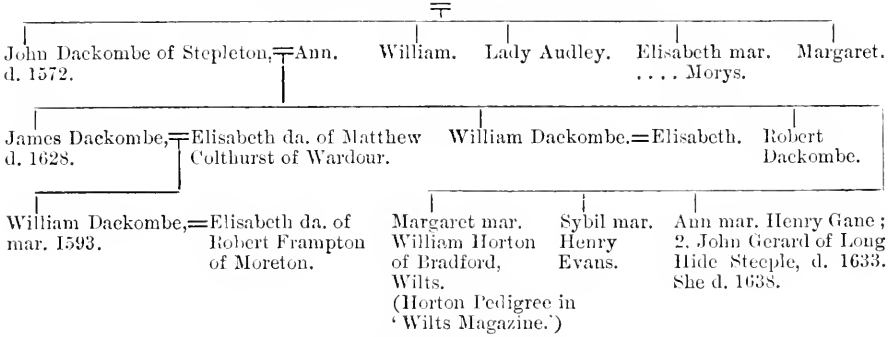 John Dackombe of Stepleton,=Ann. William. Lady Audley. Elisabeth mar. Margaret.
d. 1572. .... Morys.
James Dackombe,=Elisabeth da. of Matthew William Dackombe.=Elisabeth. Robert
d. 1628. Colthurst of Wardour. Dackombe.
William Dackombe,=Elisabeth da. of Margaret mar. Sybil mar. Ann mar. Henry Gane;
mar. 1593. Robert Frampton William Horton Henry 2. John Gerard of Long
of Moreton. of Bradford, Evans. Hide Steeple, d. 1633.
Wilts. She d. 1638.
(Horton Pedigree in
‘Wilts Magazine.’)